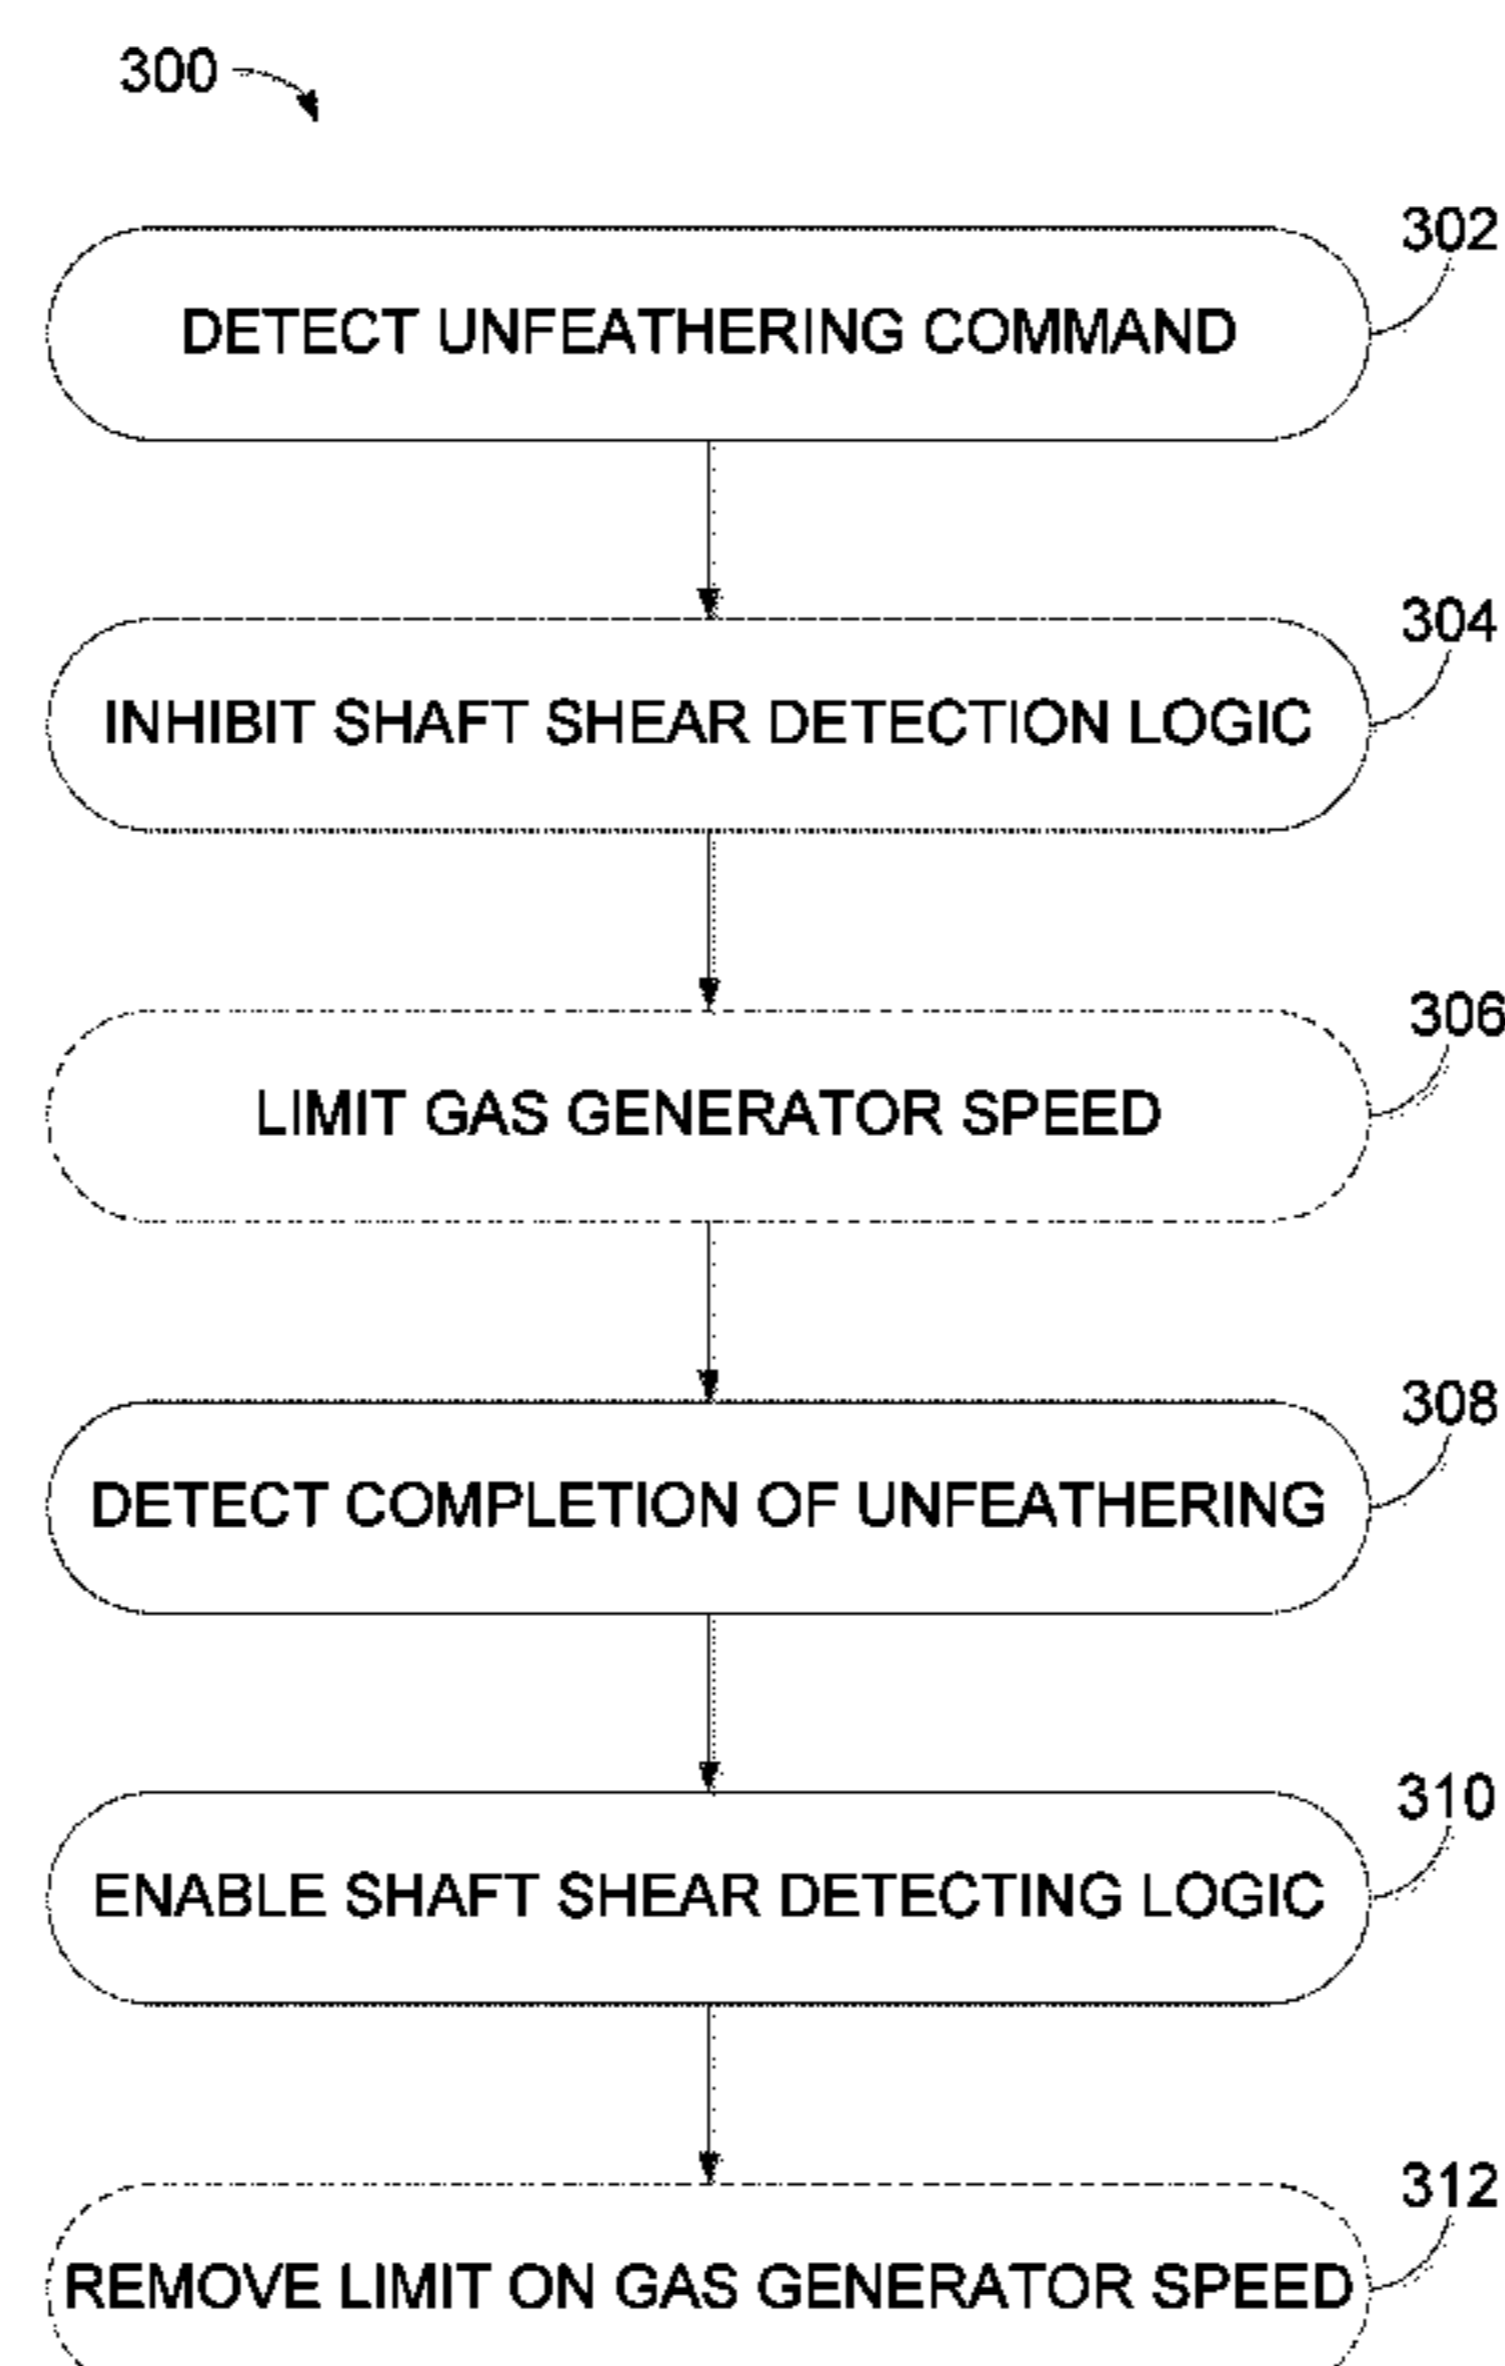 300
302
DETECT UNFEATHERING COMMAND
304
INHIBIT SHAFT SHEAR DETECTION LOGIC
306
LIMIT GAS GENERATOR SPEED
308
DETECT COMPLETION OF UNFEATHERING
310
ENABLE SHAFT SHEAR DETECTING LOGIC
312
REMOVE LIMIT ON GAS GENERATOR SPEED